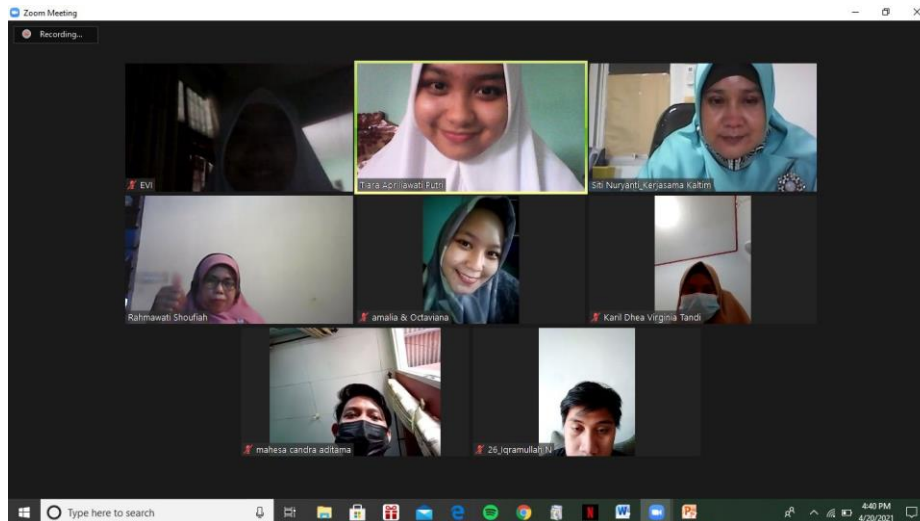 Zoom Meeting
Recording...
EVI
Tiara Apriliawati Putri
Siti Nuryanti_Kerjasama Kaltim
Rahmawati Shoufiah
amalia & Octaviana
Karil Dhea Virginia Tandi
mahesa candra aditama
26_Iqramullah N
Type here to search
4:40 PM
4/20/2021